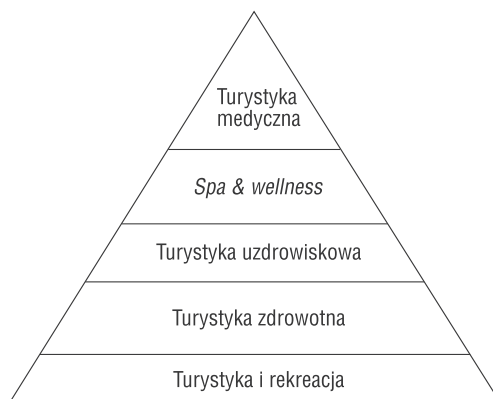 Turystyka
medyczna
Spa & wellness
Turystyka uzdrowiskowa
Turystyka zdrowotna
Turystyka i rekreacja